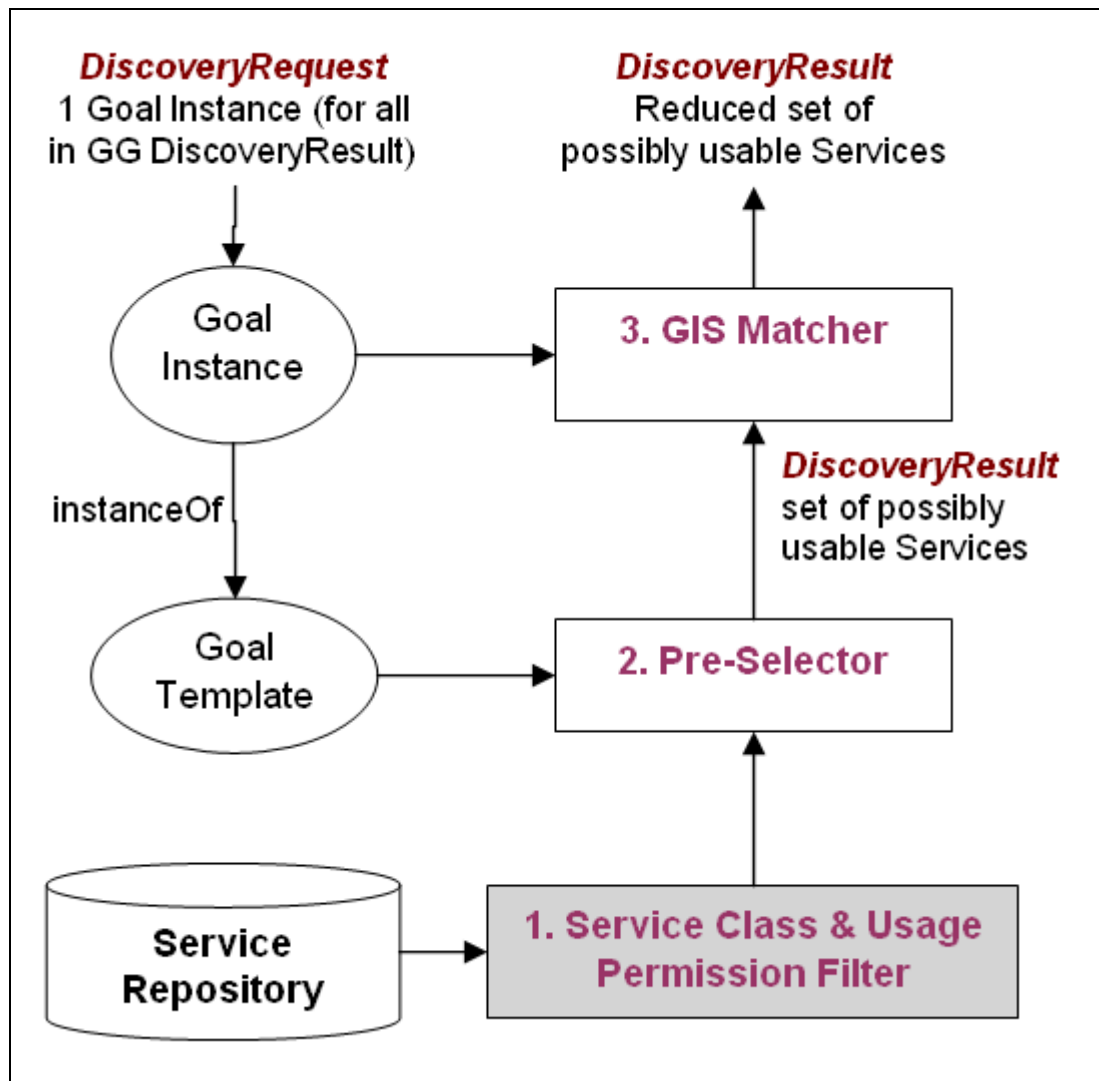 DiscoveryRequest
1 Goal Instance (for all
in GG DiscoveryResult)
DiscoveryResult
Reduced set of
possibly usable Services
Goal
Instance
3. GIS Matcher
instanceOf
DiscoveryResult
set of possibly
usable Services
Goal
Template
2. Pre-Selector
Service
Repository
1. Service Class & Usage
Permission Filter